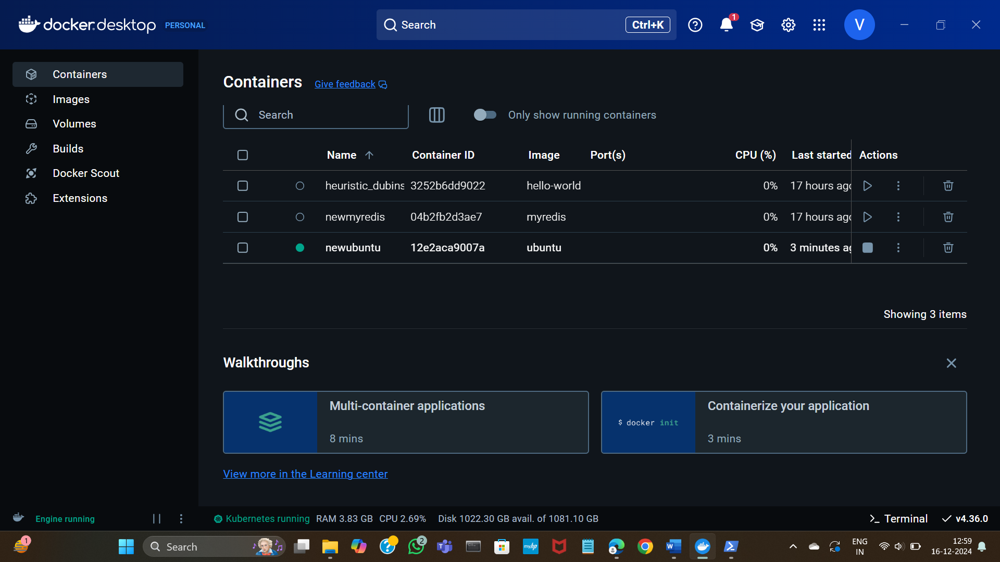 docker desktop PERSONAL
Search Ctrl+K
1
V
Containers
Images
Volumes
Builds
Docker Scout
Extensions
Containers Give feedback
Search Only show running containers
Name Container ID Image Port(s) CPU (%) Last started Actions
heuristic_dubins 3252b6dd9022 hello-world 0% 17 hours ago
newmyredis 04b2fb2d3ae7 myredis 0% 17 hours ago
newubuntu 12e2aca9007a ubuntu 0% 3 minutes ag
Showing 3 items
Walkthroughs
Multi-container applications
8 mins
$ docker init
Containerize your application
3 mins
View more in the Learning center
Engine running Kubernetes running RAM 3.83 GB CPU 2.69% Disk 1022.30 GB avail. of 1081.10 GB Terminal v4.36.0
1
Search
2
myhp
ENG
IN
12:59
16-12-2024